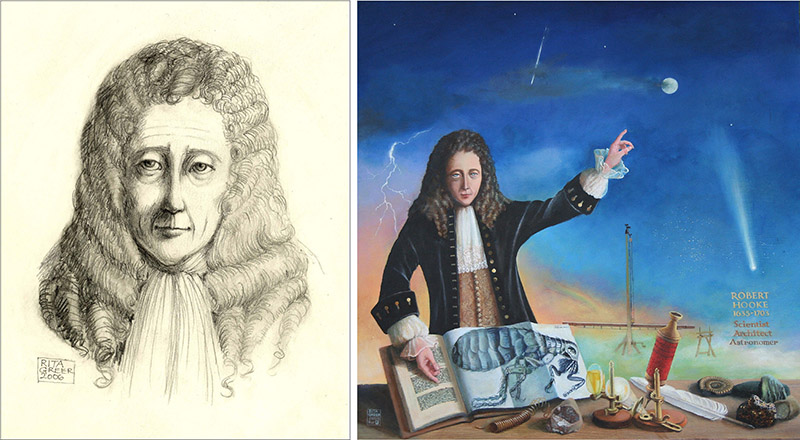 RITA
GREER
2006
ROBERT
HOOKE
1635-1703
Scientist
Architect
Astronomer